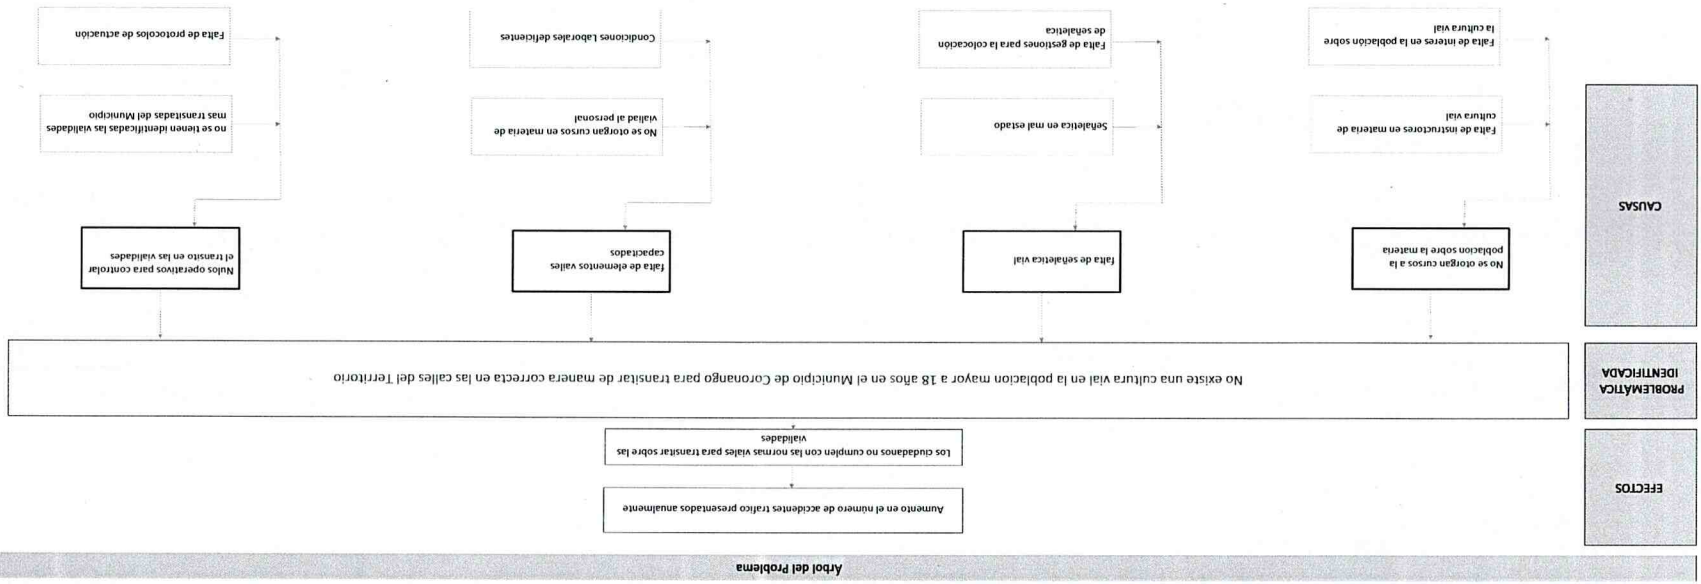 Árbol del Problema
EFECTOS
Aumento en el número de accidentes trafico presentados anualmente
Los ciudadanos no cumplen con las normas viales para transitar sobre las
vialidades
PROBLEMÁTICA
IDENTIFICADA
No existe una cultura vial en la poblacion mayor a 18 años en el Municipio de Coronango para transitar de manera correcta en las calles del Territorio
CAUSAS
No se otorgan cursos a la
poblacion sobre la materia
falta de señaletica vial
falta de elementos vailes
capacitados
Nulos operativos para controlar
el transito en las vialidades
Falta de instructores en materia de
cultura vial
Señaletica en mal estado
No se otorgan cursos en materia de
vialiad al personal
no se tienen identificadas las vialidades
mas transitadas del Municipio
Falta de interes en la población sobre
la cultura vial
Falta de gestiones para la colocación
de señaletica
Condiciones Laborales deficientes
Falta de protocolos de actuación